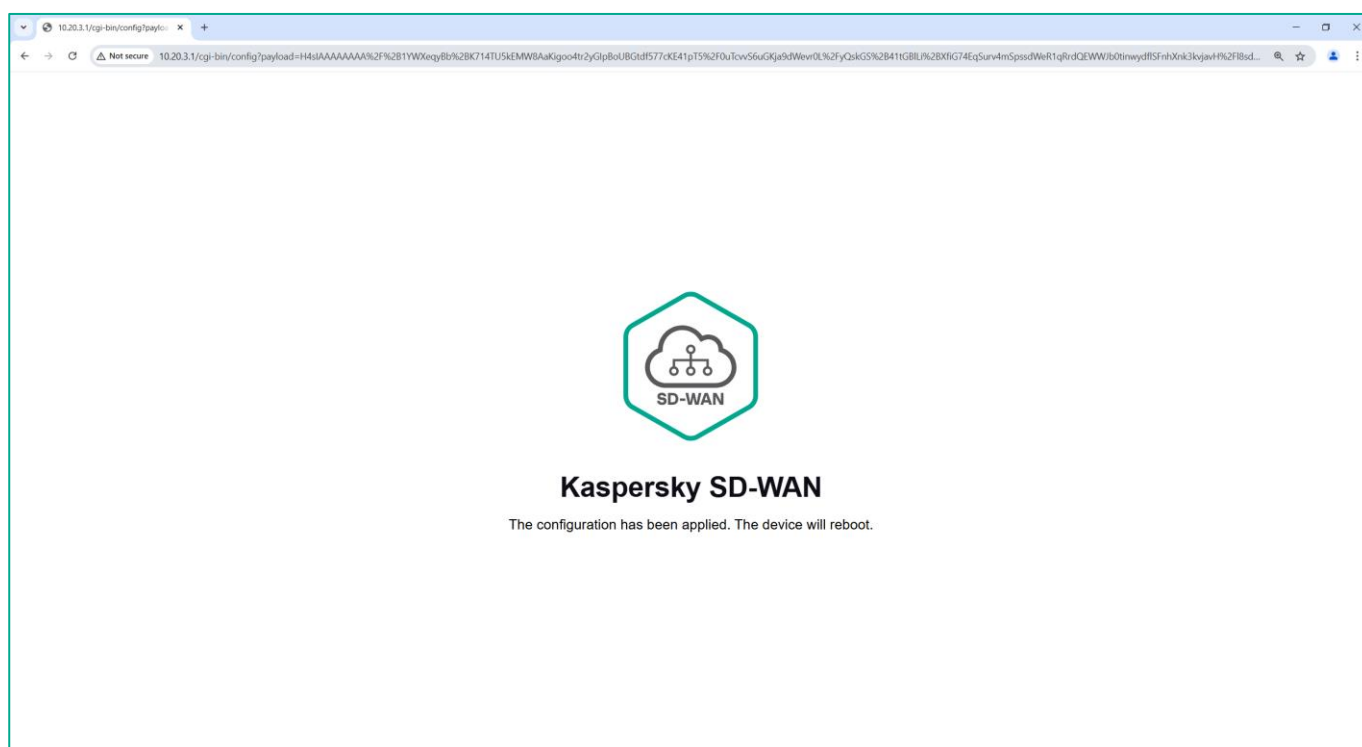 10.20.3.1/cgi-bin/config?paylo
Not secure
SD-WAN
Kaspersky SD-WAN
The configuration has been applied. The device will reboot.